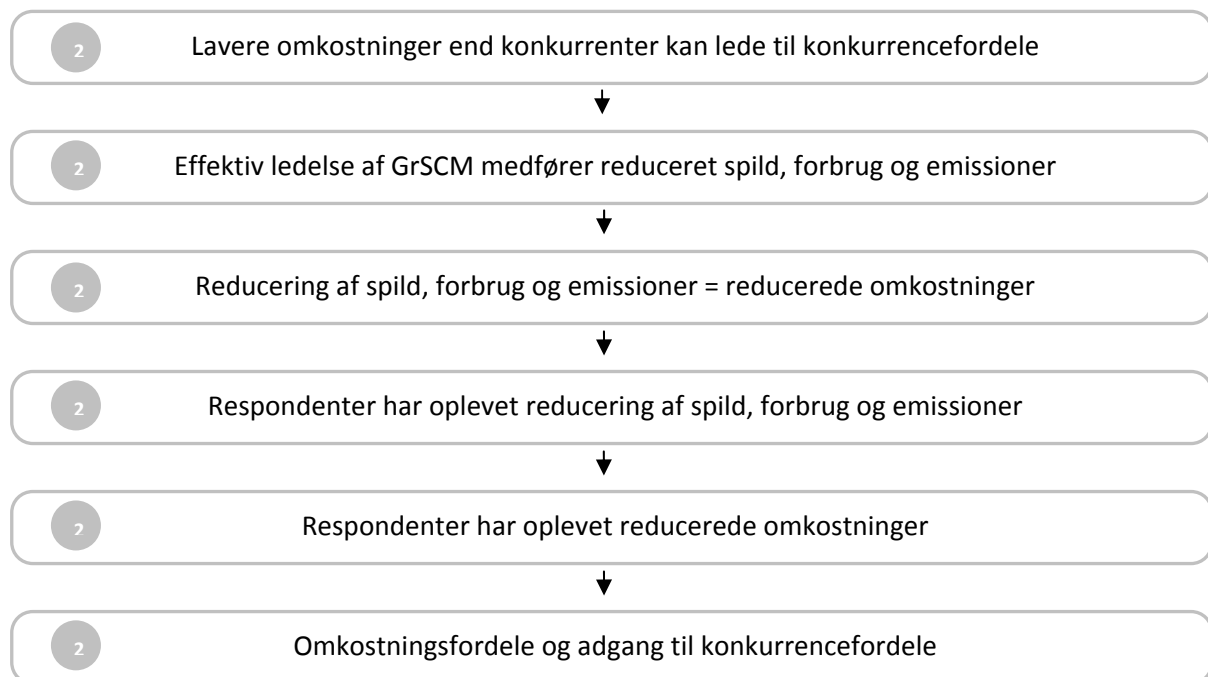 2 Lavere omkostninger end konkurrenter kan lede til konkurrencefordele
2 Effektiv ledelse af GrSCM medfører reduceret spild, forbrug og emissioner
2 Reducering af spild, forbrug og emissioner = reducerede omkostninger
2 Respondenter har oplevet reducering af spild, forbrug og emissioner
2 Respondenter har oplevet reducerede omkostninger
2 Omkostningsfordele og adgang til konkurrencefordele